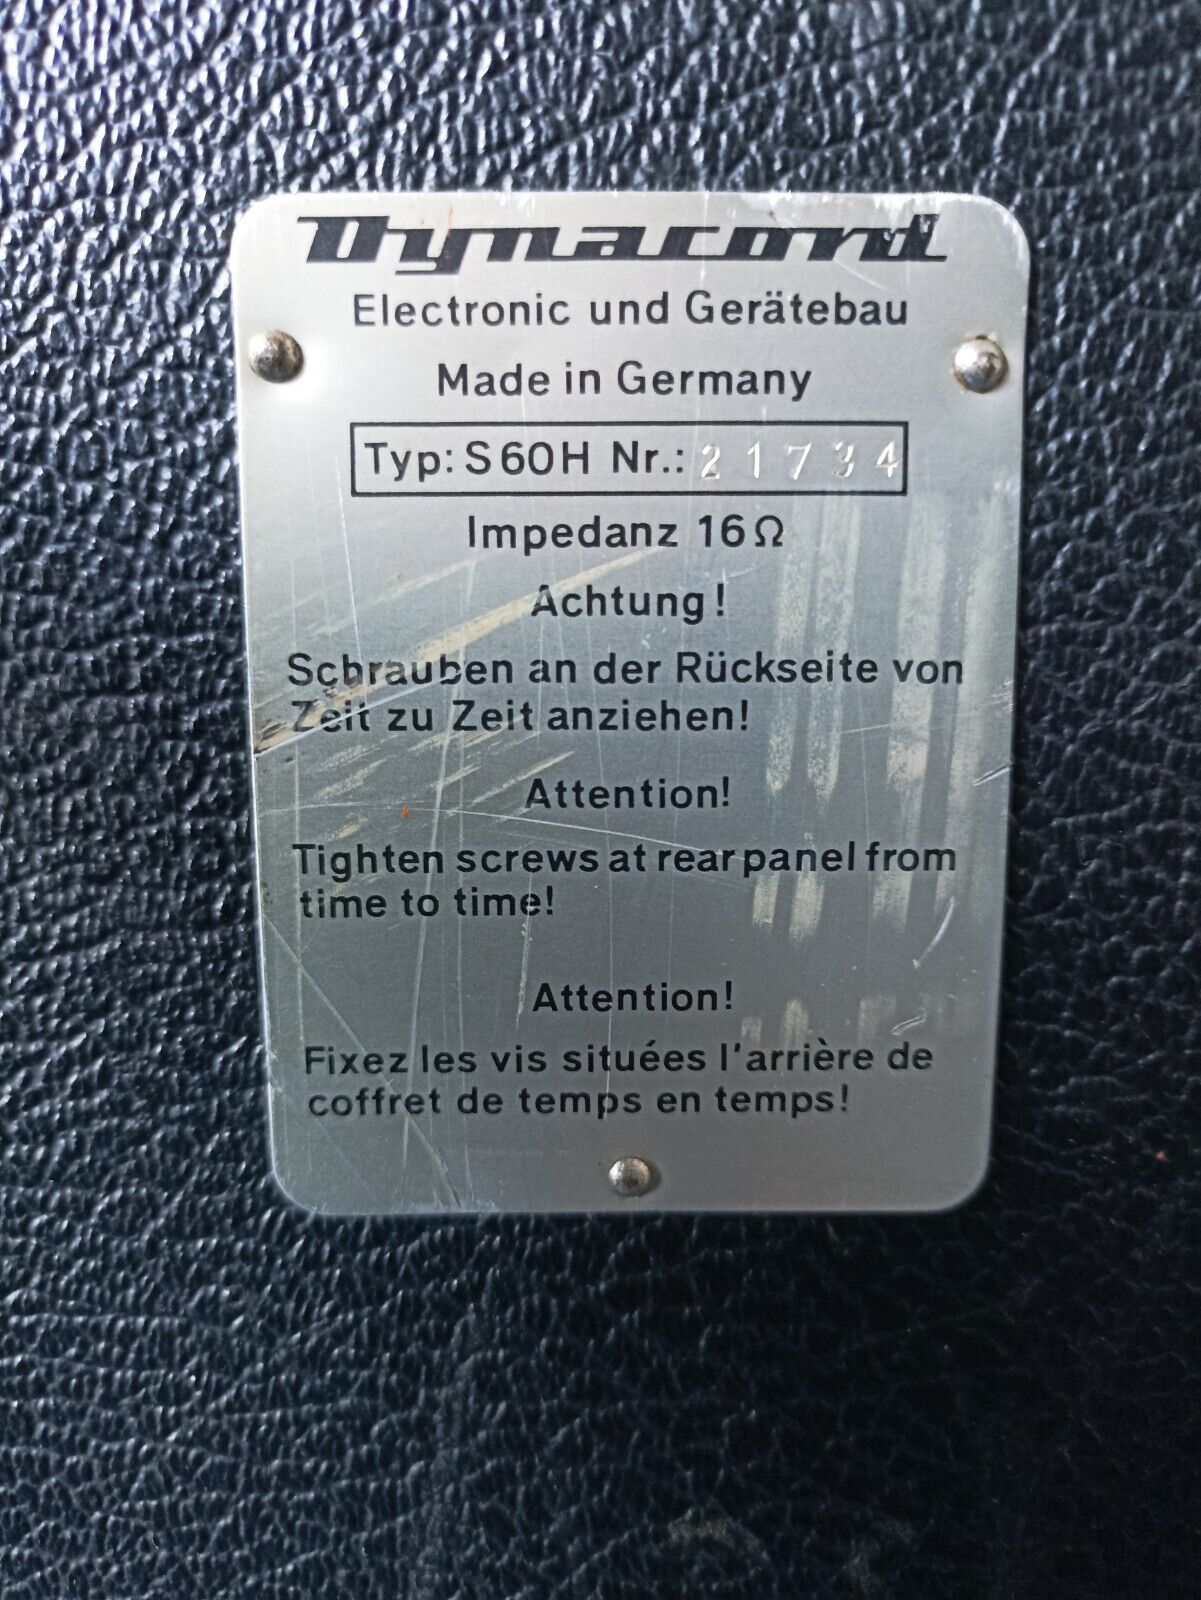 Dynacord
Electronic und Gerätebau
Made in Germany
Typ: S60H Nr.: 21734
Impedanz 16Ω
Achtung!
Schrauben an der Rückseite von
Zeit zu Zeit anziehen!
Attention!
Tighten screws at rear panel from
time to time!
Attention!
Fixez les vis situées l'arrière de
coffret de temps en temps!